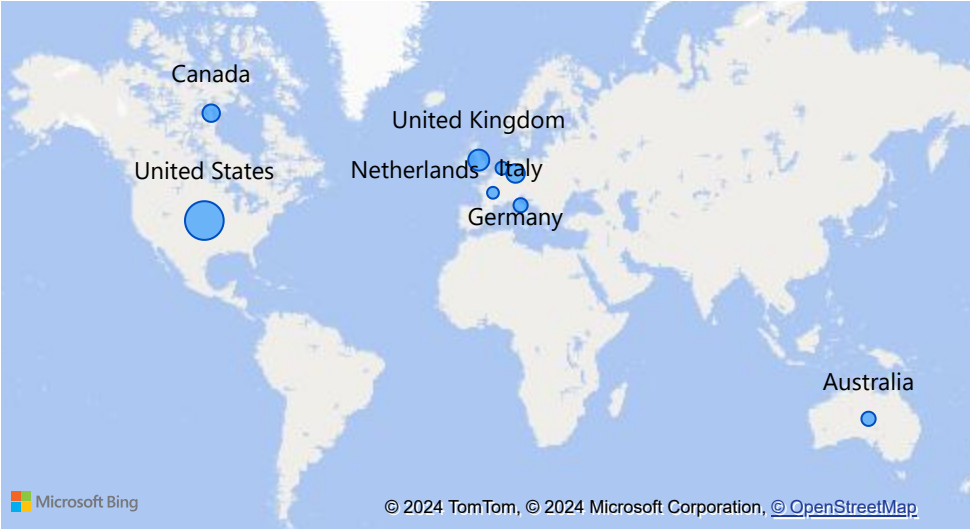 Canada
United Kingdom
United States
Netherlands
Italy
Germany
Australia
Microsoft Bing
© 2024 TomTom, © 2024 Microsoft Corporation, © OpenStreetMap